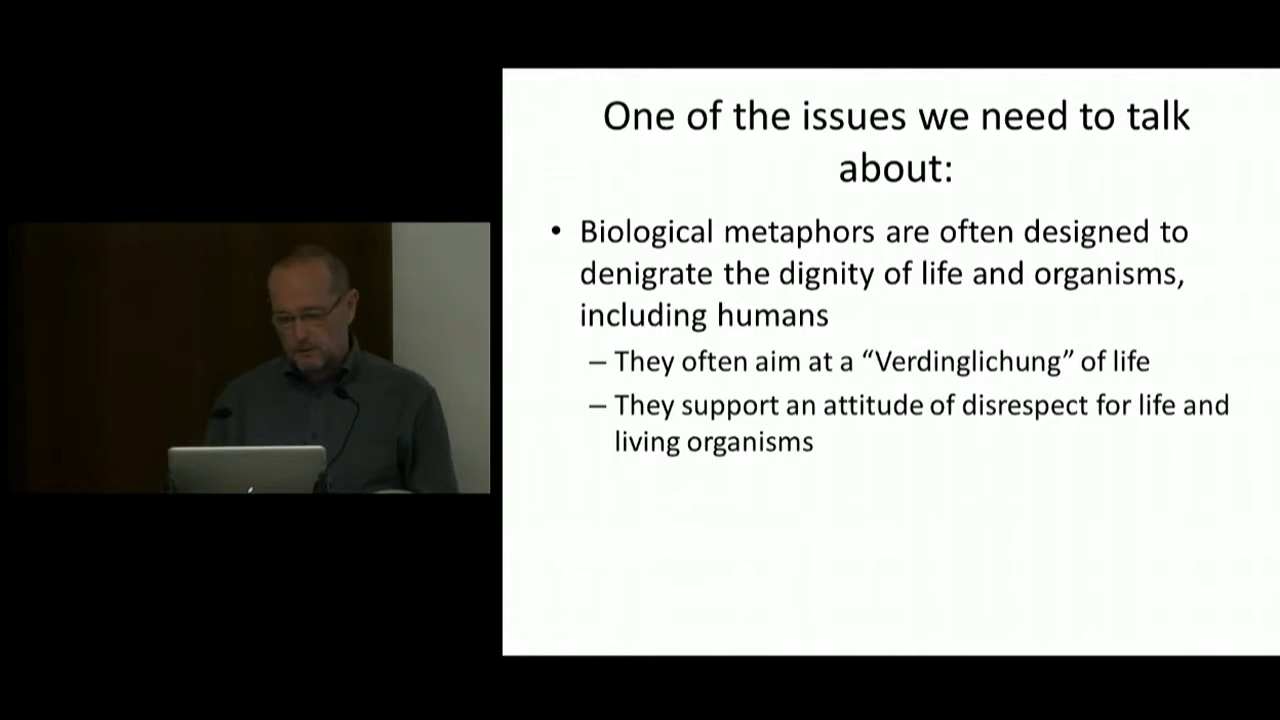 One of the issues we need to talk
about:
• Biological metaphors are often designed to
denigrate the dignity of life and organisms,
including humans
– They often aim at a “Verdinglichung” of life
– They support an attitude of disrespect for life and
living organisms